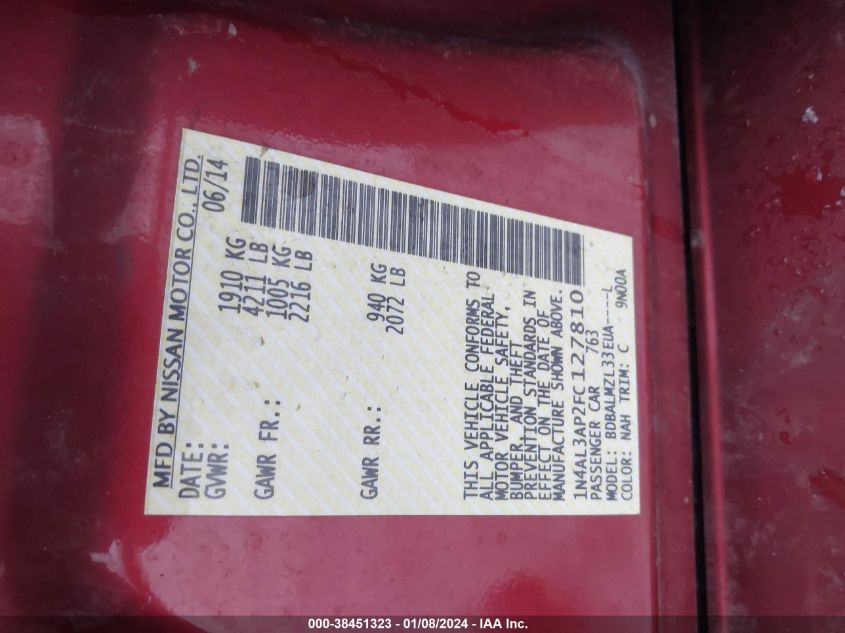 MFD BY NISSAN MOTOR CO., LTD.
DATE: 06/14
GVWR: 1910 KG
4211 LB
GAWR FR.: 1005 KG
2216 LB
GAWR RR.: 940 KG
2072 LB
THIS VEHICLE CONFORMS TO
ALL APPLICABLE FEDERAL
MOTOR VEHICLE SAFETY,
BUMPER, AND THEFT
PREVENTION STANDARDS IN
EFFECT ON THE DATE OF
MANUFACTURE SHOWN ABOVE.
1N4AL3AP2FC127810
PASSENGER CAR 763
MODEL: BDBALMZL33EUA----L
COLOR: NAH TRIM: C 9N00A
000-38451323 - 01/08/2024 - IAA Inc.